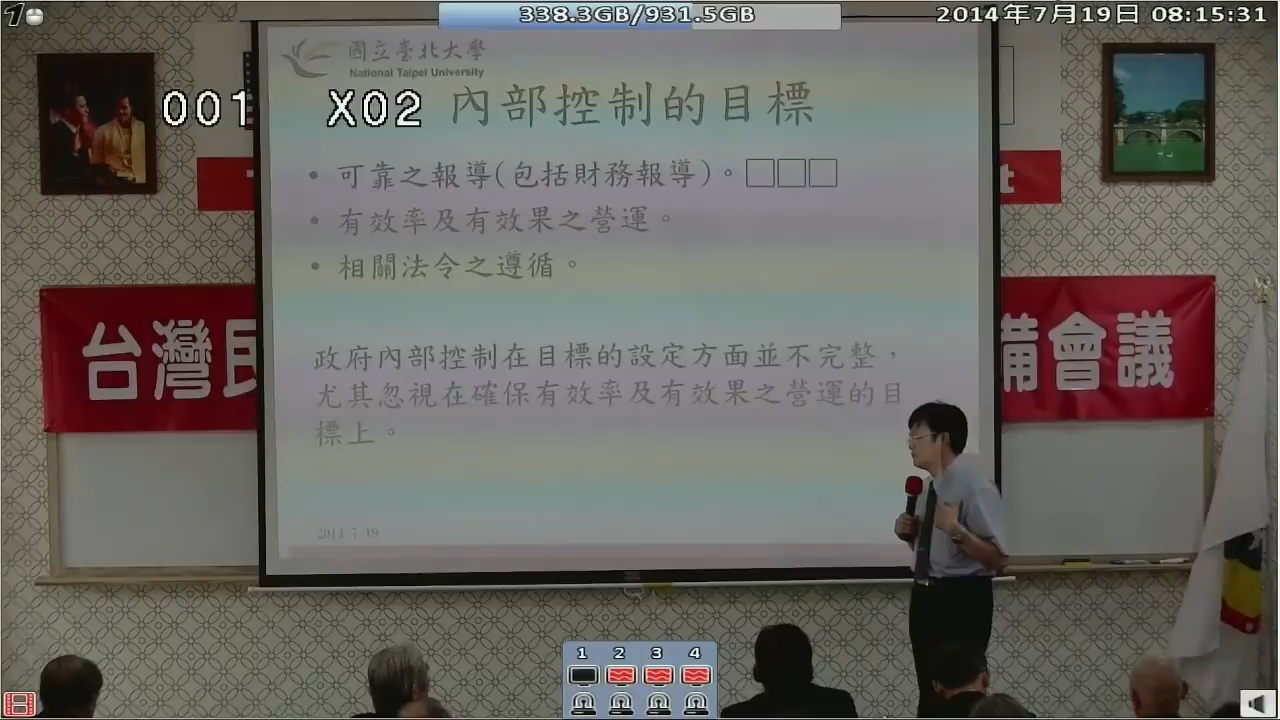 338.3GB/931.5GB
2014年7月19日 08:15:31
國立臺北大學
National Taipei University
001 X02
內部控制的目標
• 可靠之報導(包括財務報導)。□□□
• 有效率及有效果之營運。
• 相關法令之遵循。
t
台灣民
備會議
政府內部控制在目標的設定方面並不完整，
尤其忽視在確保有效率及有效果之營運的目
標上。
2014/7/19
1 2 3 4